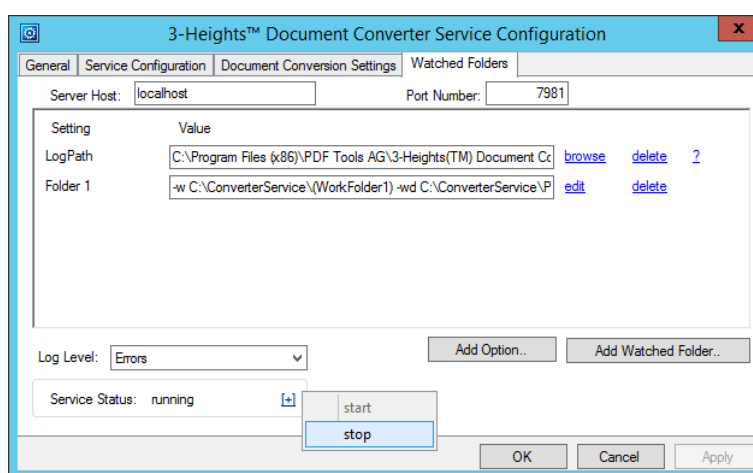 3-Heights™ Document Converter Service Configuration
x
General Service Configuration Document Conversion Settings Watched Folders
Server Host: localhost Port Number: 7981
Setting Value
LogPath C:\Program Files (x86)\PDF Tools AG\3-Heights(TM) Document Cc browse delete ?
Folder 1 -w C:\ConverterService\(WorkFolder1) -wd C:\ConverterService\P edit delete
Add Option.. Add Watched Folder..
Log Level: Errors
Service Status: running [+]
start
stop
OK Cancel Apply